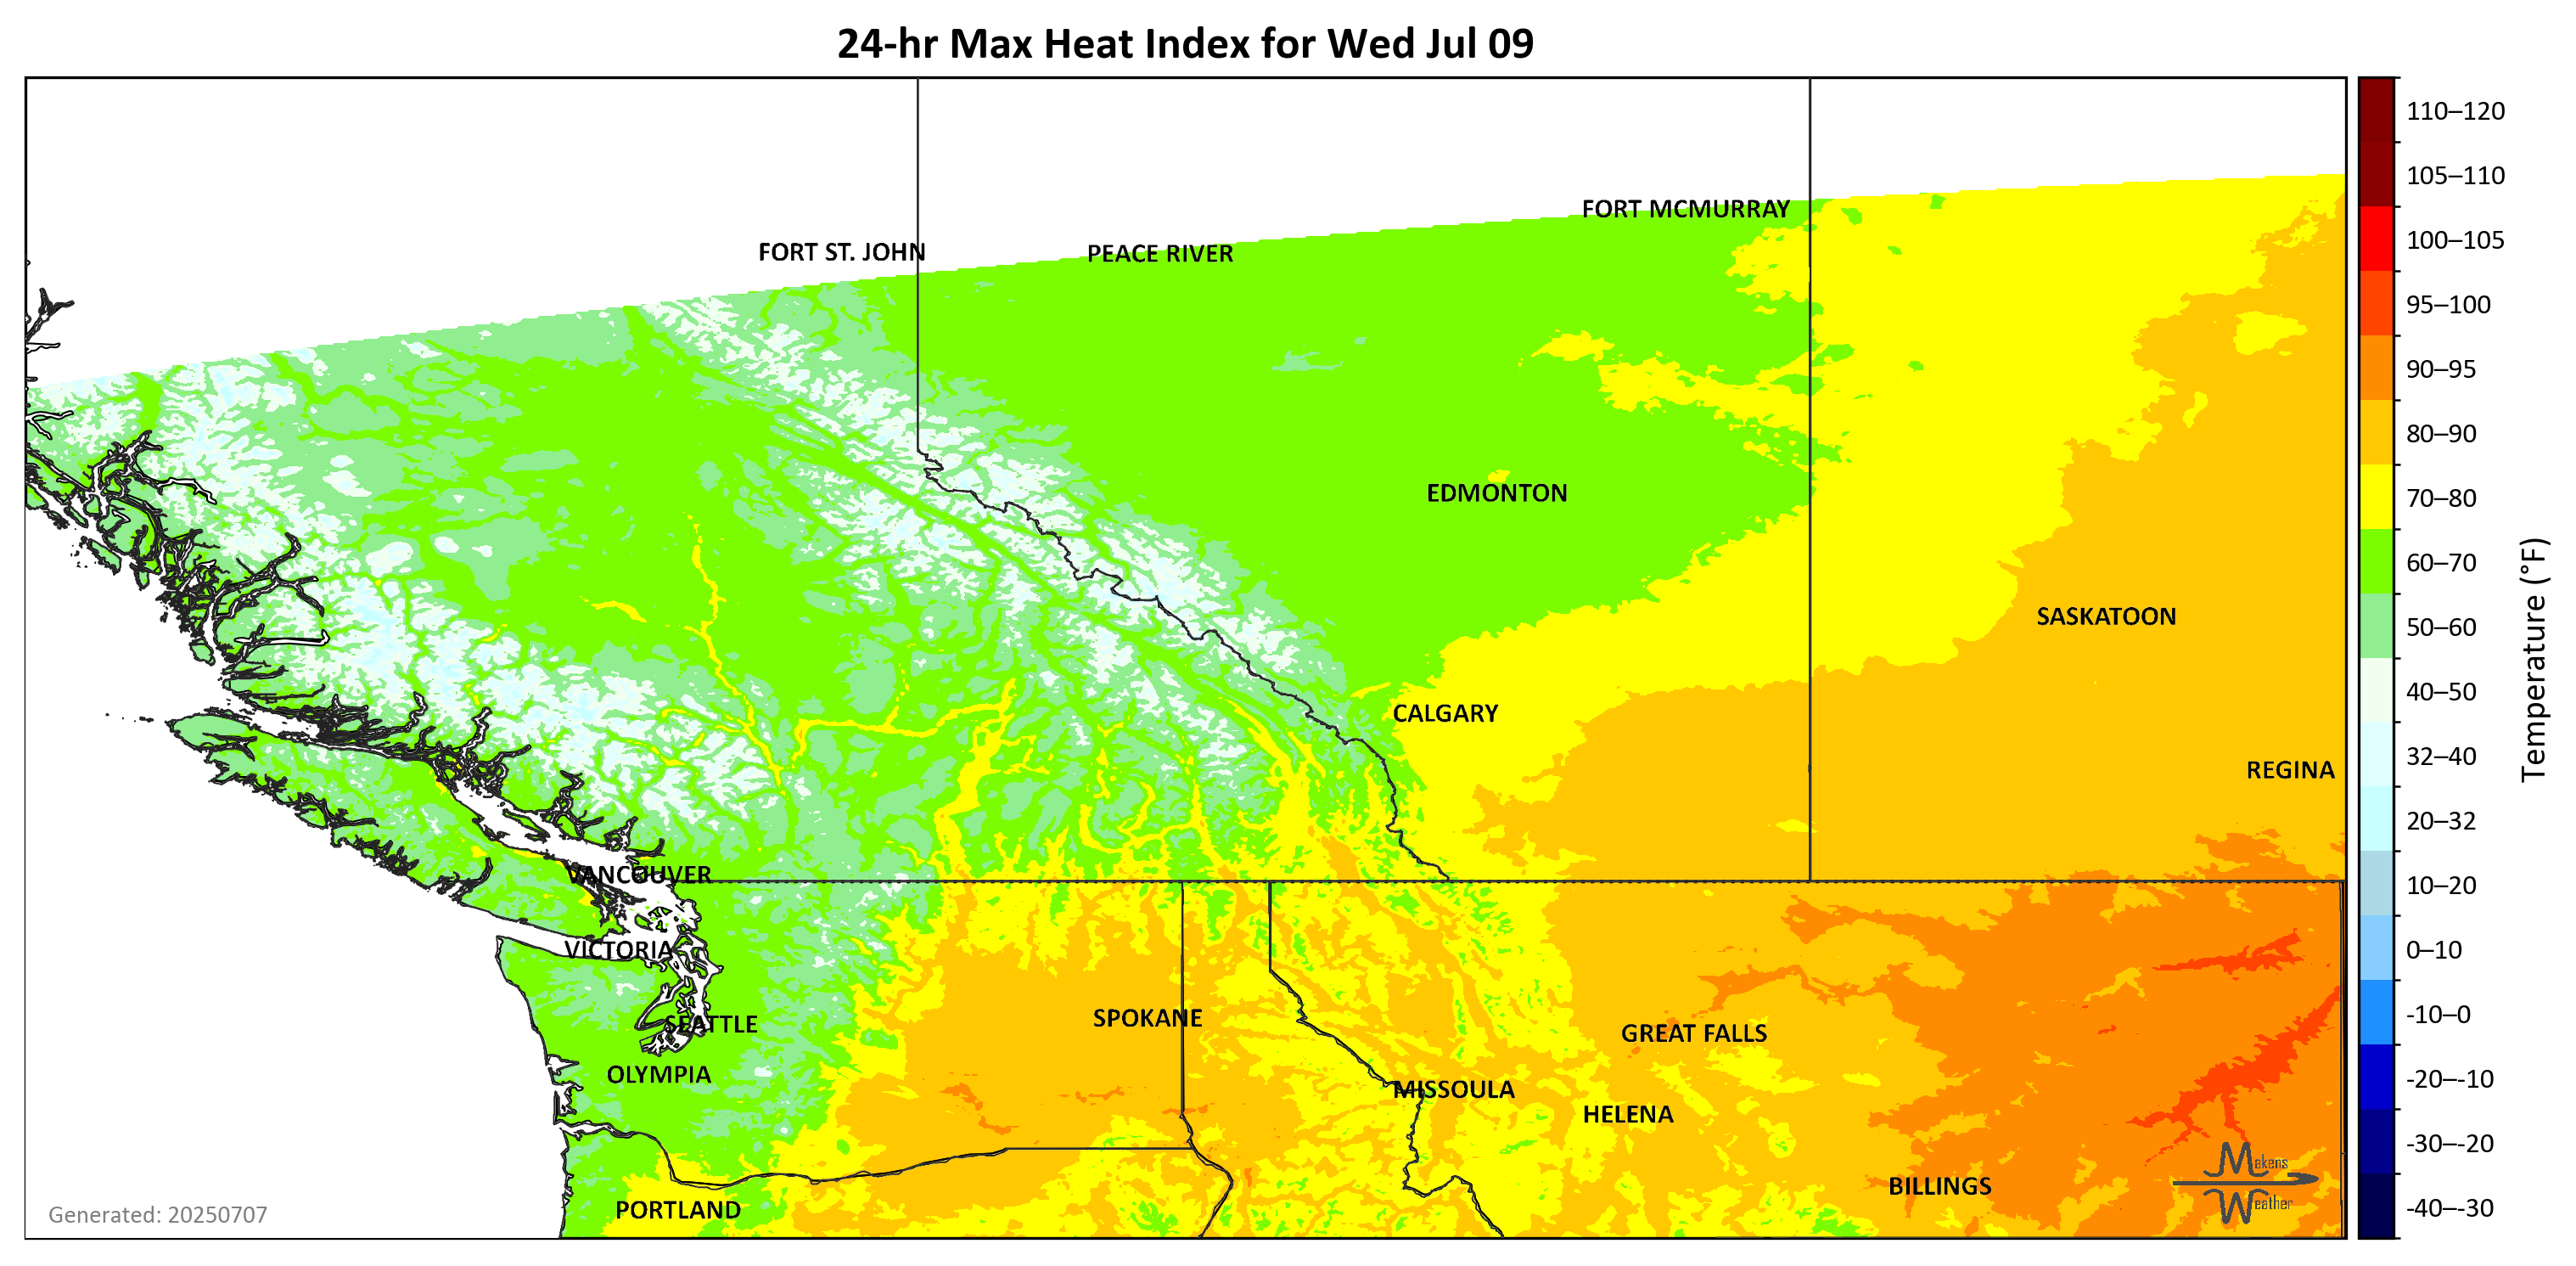 24-hr Max Heat Index for Wed Jul 09
FORT MCMURRAY
FORT ST. JOHN
PEACE RIVER
EDMONTON
SASKATOON
CALGARY
REGINA
VANCOUVER
VICTORIA
SEATTLE
SPOKANE
GREAT FALLS
OLYMPIA
MISSOULA
HELENA
BILLINGS
PORTLAND
Makens
Weather
Generated: 20250707
110–120
105–110
100–105
95–100
90–95
80–90
70–80
60–70
50–60
40–50
32–40
20–32
10–20
0–10
-10–0
-20–-10
-30–-20
-40–-30
Temperature (°F)